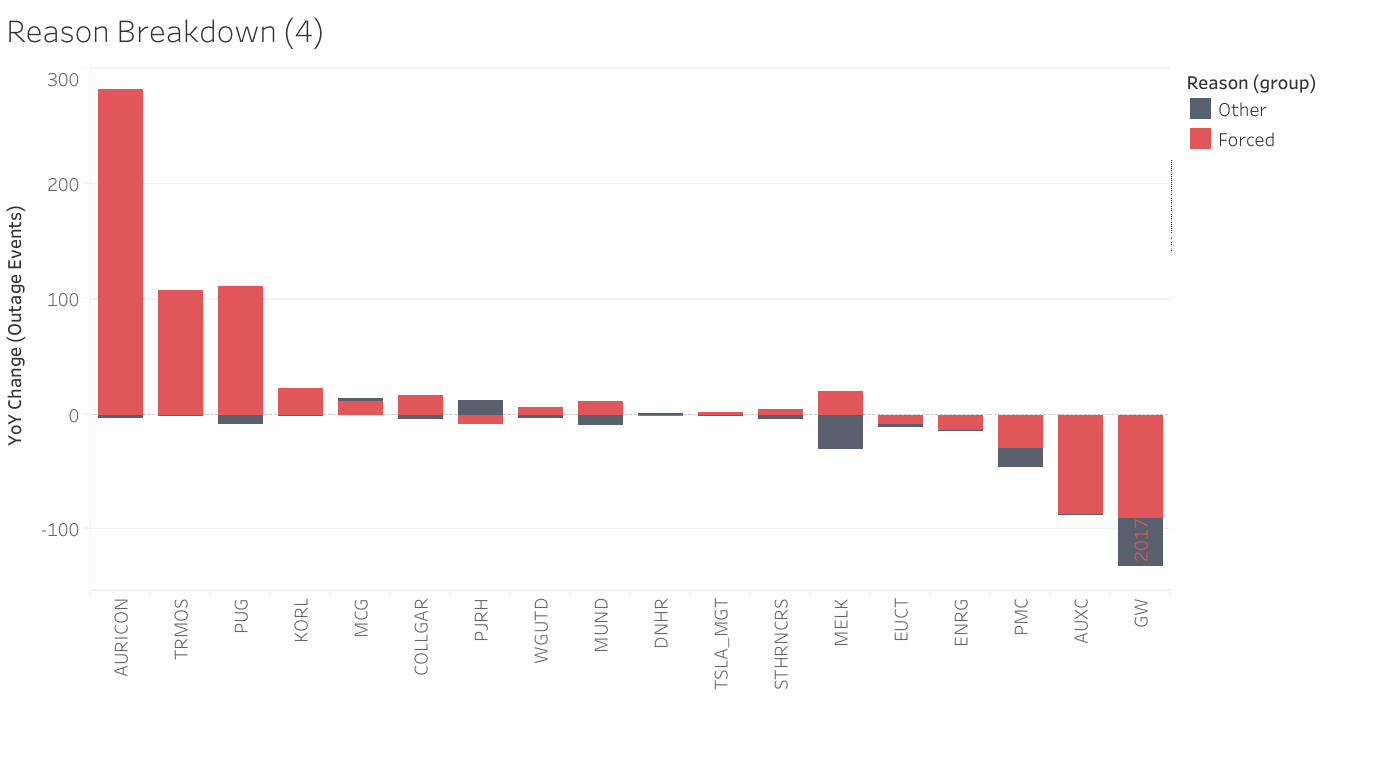 Reason Breakdown (4)
YoY Change (Outage Events)
300
200
100
0
-100
2017
AURICON
TRMOS
PUG
KORL
MCG
COLLGAR
PJRH
WGUTD
MUND
DNHR
TSLA_MGT
STHRNCRS
MELK
EUCT
ENRG
PMC
AUXC
GW
Reason (group)
Other
Forced